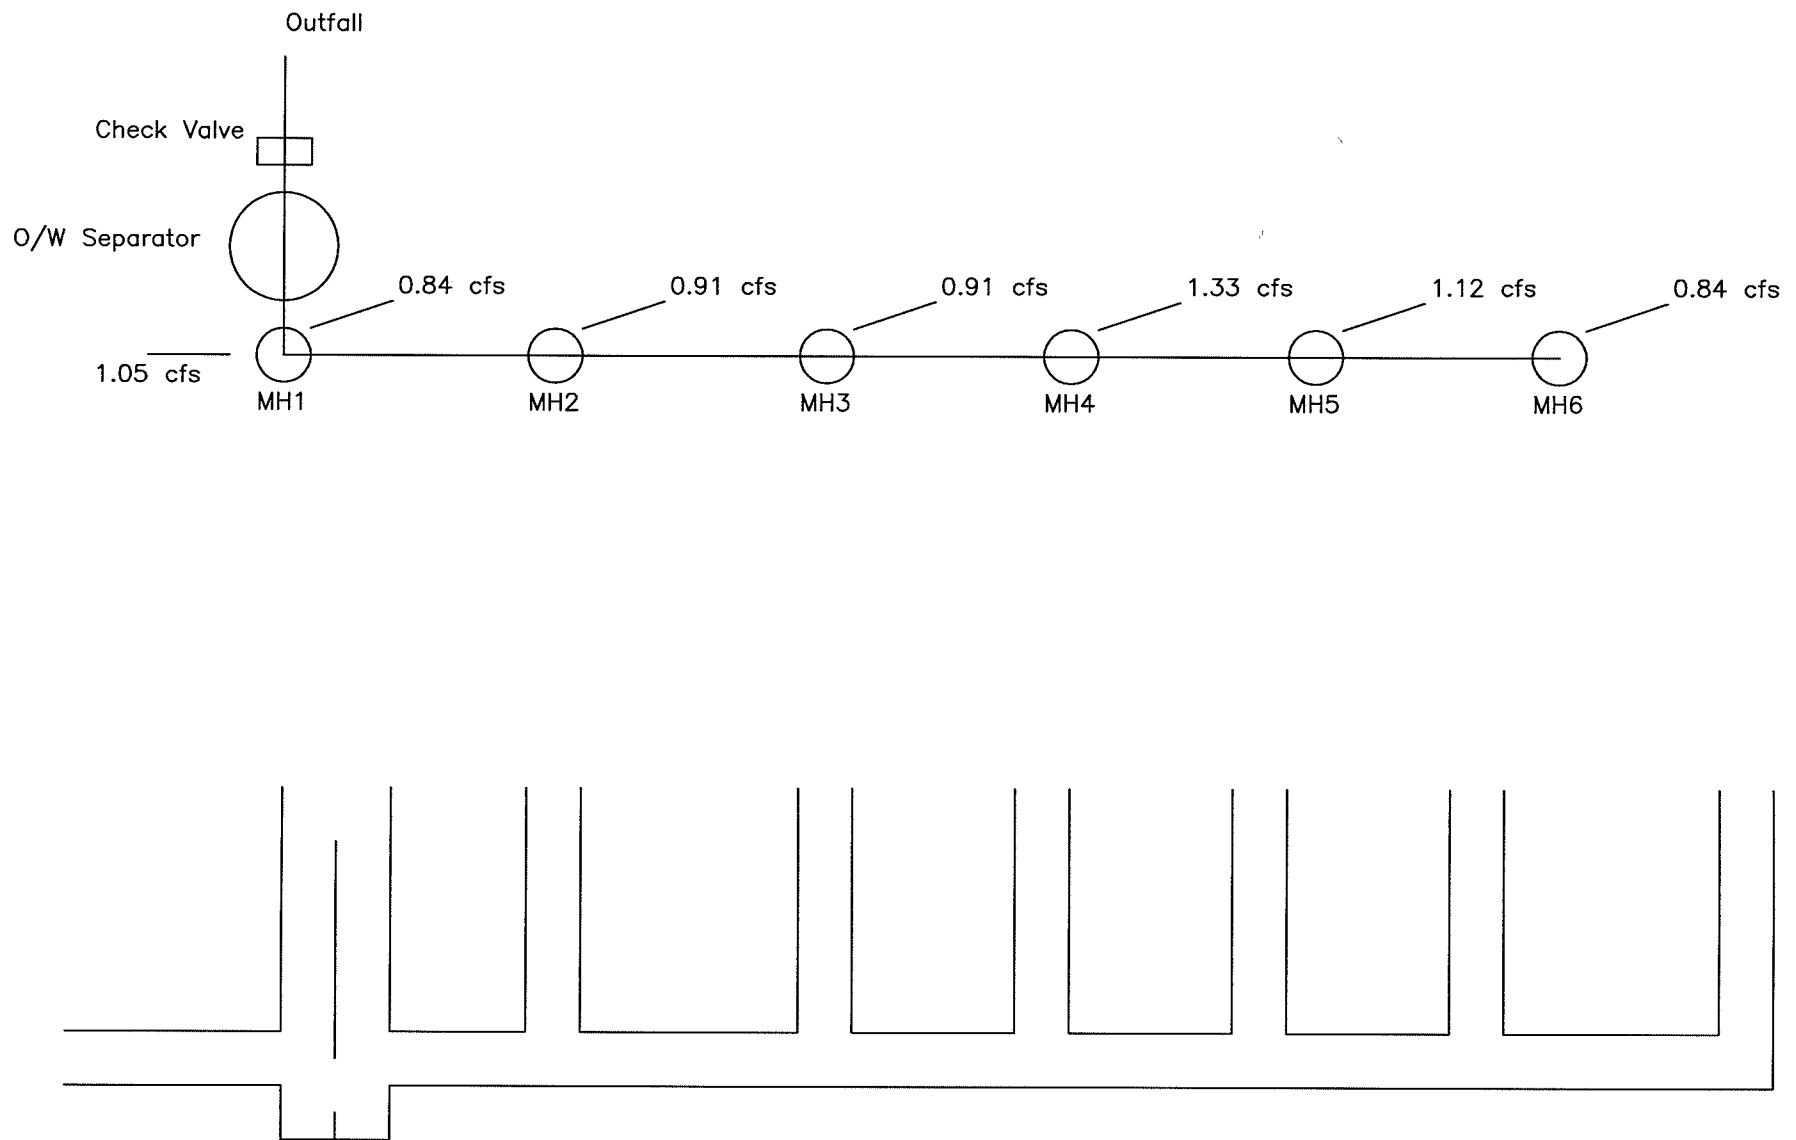 Outfall
Check Valve
O/W Separator
0.84 cfs
0.91 cfs
0.91 cfs
1.33 cfs
1.12 cfs
0.84 cfs
1.05 cfs
MH1
MH2
MH3
MH4
MH5
MH6